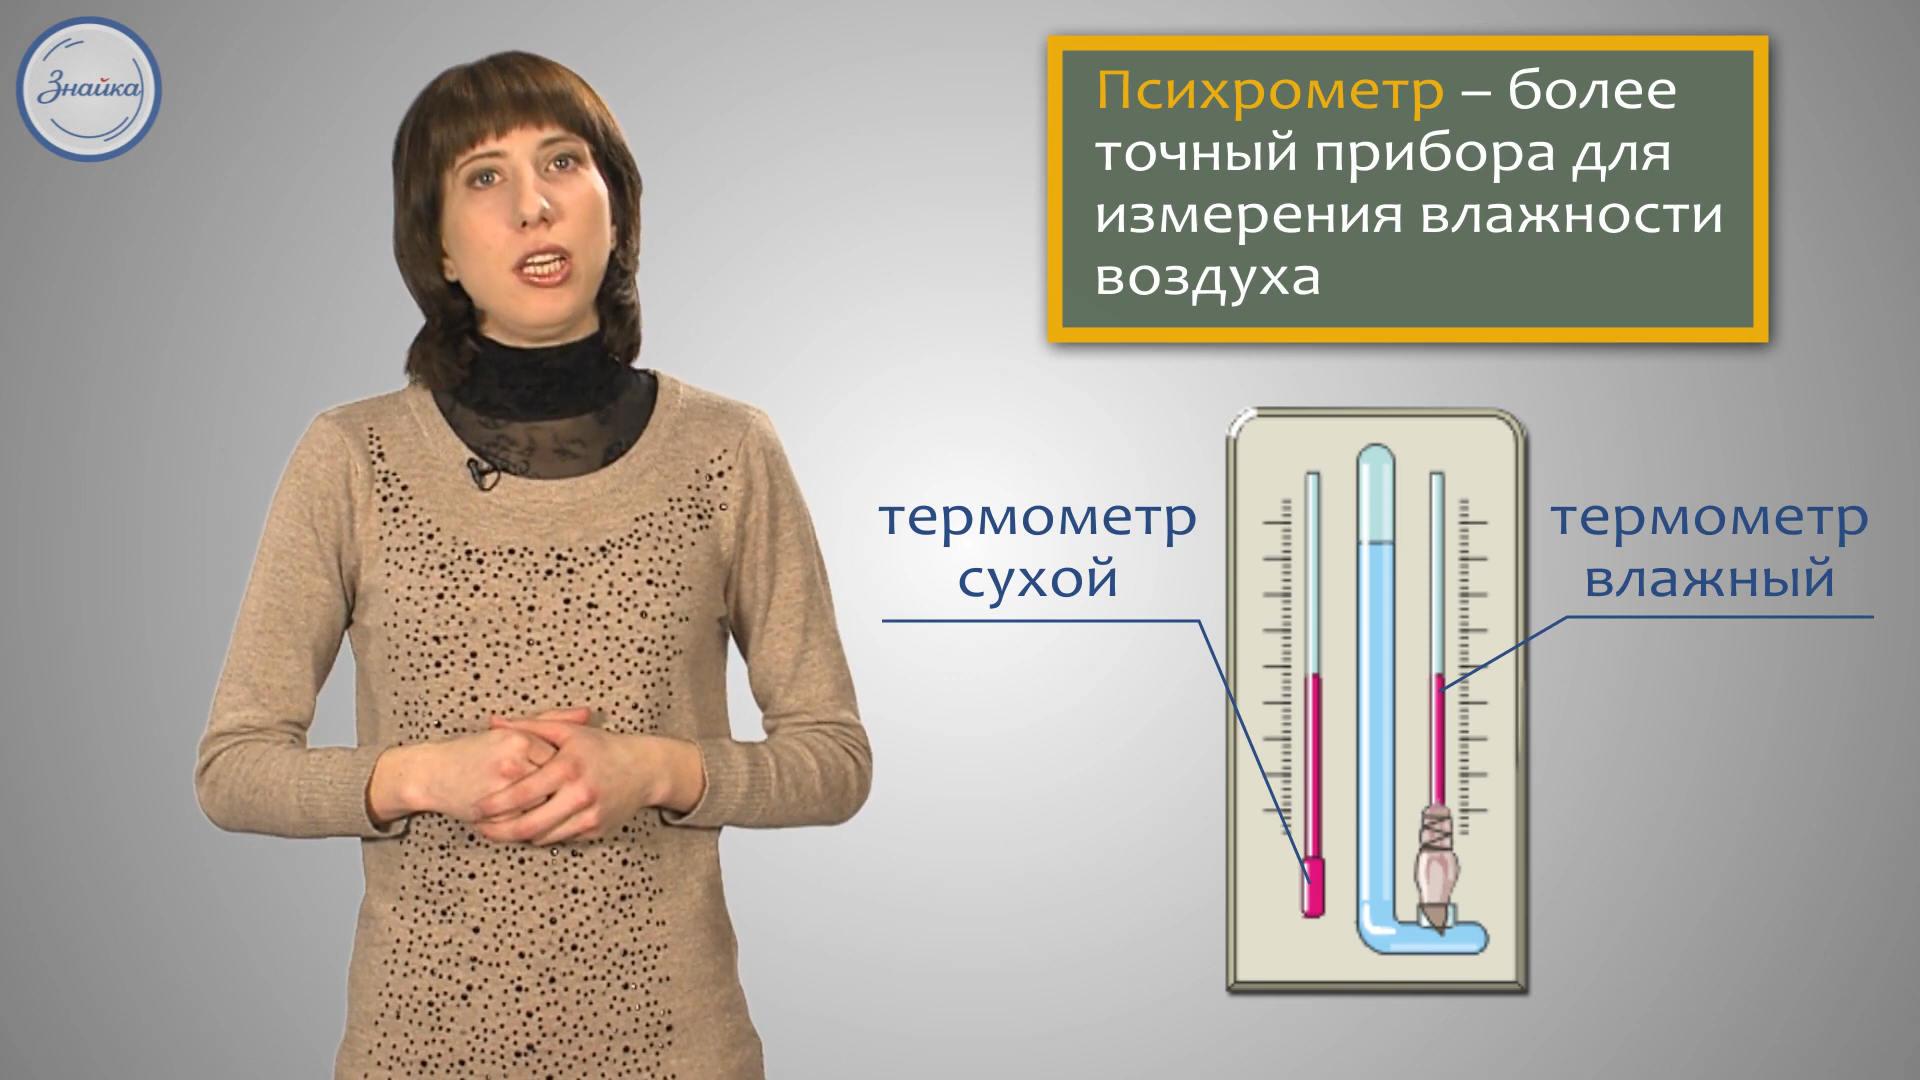 Знайка
Психрометр – более
точный прибора для
измерения влажности
воздуха
термометр
сухой
термометр
влажный